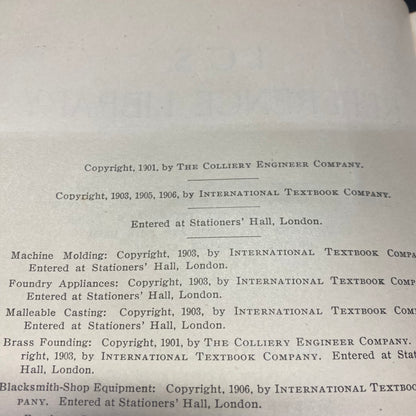 Copyright, 1901, by THE COLLIERY ENGINEER COMPANY.
Copyright, 1903, 1905, 1906, by INTERNATIONAL TEXTBOOK COMPANY.
Entered at Stationers' Hall, London.
Machine Molding: Copyright, 1903, by INTERNATIONAL TEXTBOOK
Entered at Stationers' Hall, London.
Foundry Appliances: Copyright, 1903, by INTERNATIONAL TEXTBOOK
Entered at Stationers' Hall, London.
Malleable Casting: Copyright, 1903, by INTERNATIONAL TEXTBOOK
Entered at Stationers' Hall, London.
Brass Founding: Copyright, 1901, by THE COLLIERY ENGINEER COMPANY.
right, 1903, by INTERNATIONAL TEXTBOOK COMPANY. Entered at
Hall, London.
Blacksmith-Shop Equipment: Copyright, 1906, by INTERNATIONAL
PANY. Entered at Stationers' Hall, London.